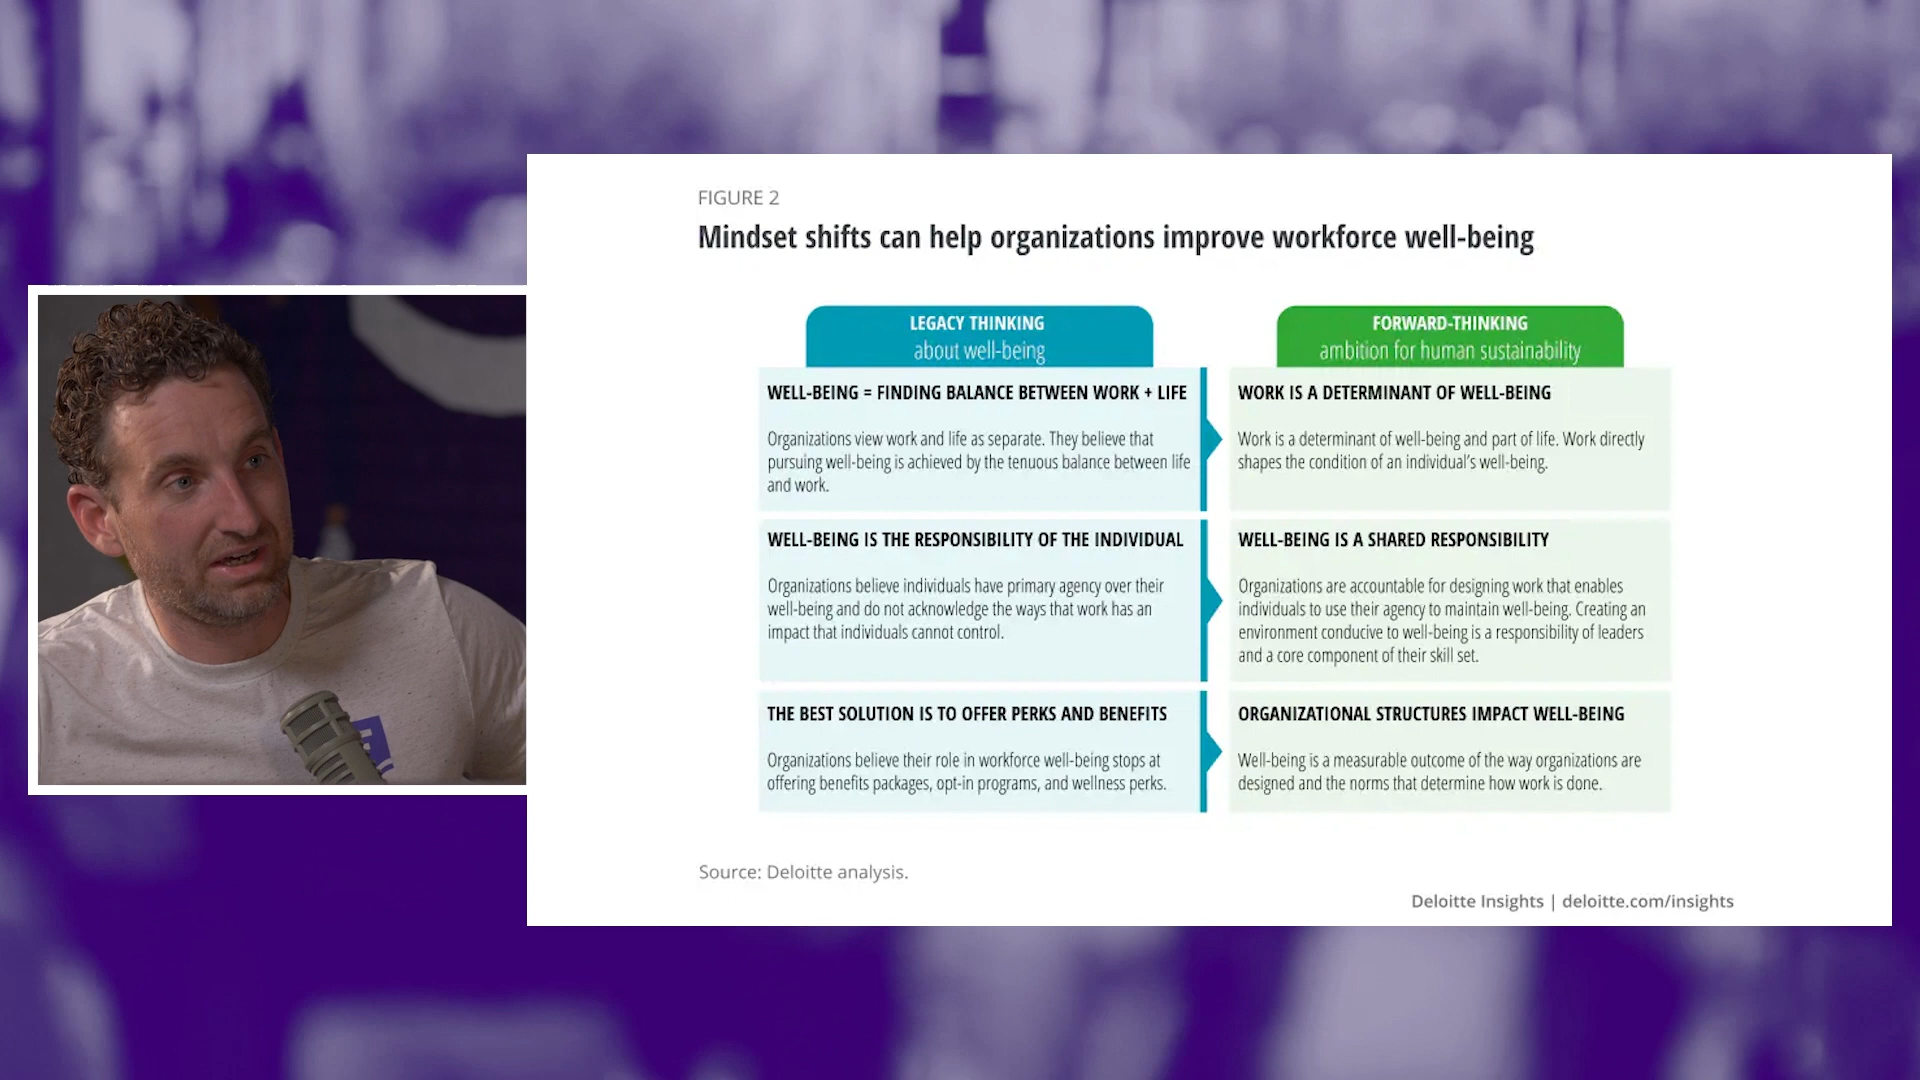 FIGURE 2
Mindset shifts can help organizations improve workforce well-being
LEGACY THINKING
about well-being
FORWARD-THINKING
ambition for human sustainability
WELL-BEING = FINDING BALANCE BETWEEN WORK + LIFE
Organizations view work and life as separate. They believe that
pursuing well-being is achieved by the tenuous balance between life
and work.
WORK IS A DETERMINANT OF WELL-BEING
Work is a determinant of well-being and part of life. Work directly
shapes the condition of an individual's well-being.
WELL-BEING IS THE RESPONSIBILITY OF THE INDIVIDUAL
Organizations believe individuals have primary agency over their
well-being and do not acknowledge the ways that work has an
impact that individuals cannot control.
WELL-BEING IS A SHARED RESPONSIBILITY
Organizations are accountable for designing work that enables
individuals to use their agency to maintain well-being. Creating an
environment conducive to well-being is a responsibility of leaders
and a core component of their skill set.
THE BEST SOLUTION IS TO OFFER PERKS AND BENEFITS
Organizations believe their role in workforce well-being stops at
offering benefits packages, opt-in programs, and wellness perks.
ORGANIZATIONAL STRUCTURES IMPACT WELL-BEING
Well-being is a measurable outcome of the way organizations are
designed and the norms that determine how work is done.
Source: Deloitte analysis.
Deloitte Insights | deloitte.com/insights